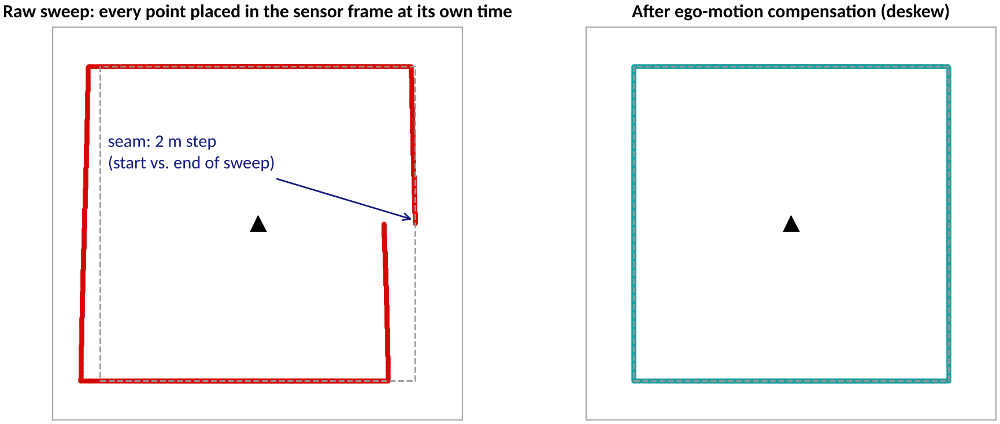 Raw sweep: every point placed in the sensor frame at its own time
After ego-motion compensation (deskew)
seam: 2 m step
(start vs. end of sweep)